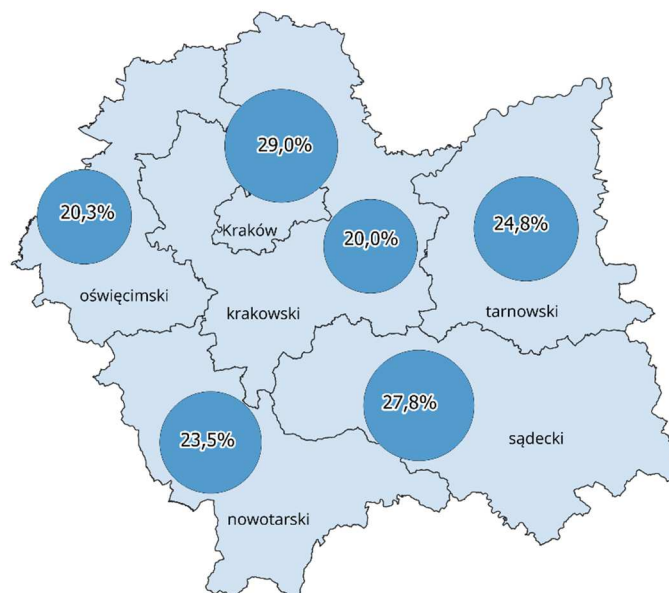 29,0%
20,3%
24,8%
Kraków
20,0%
oświęcimski
krakowski
tarnowski
27,8%
23,5%
sądecki
nowotarski